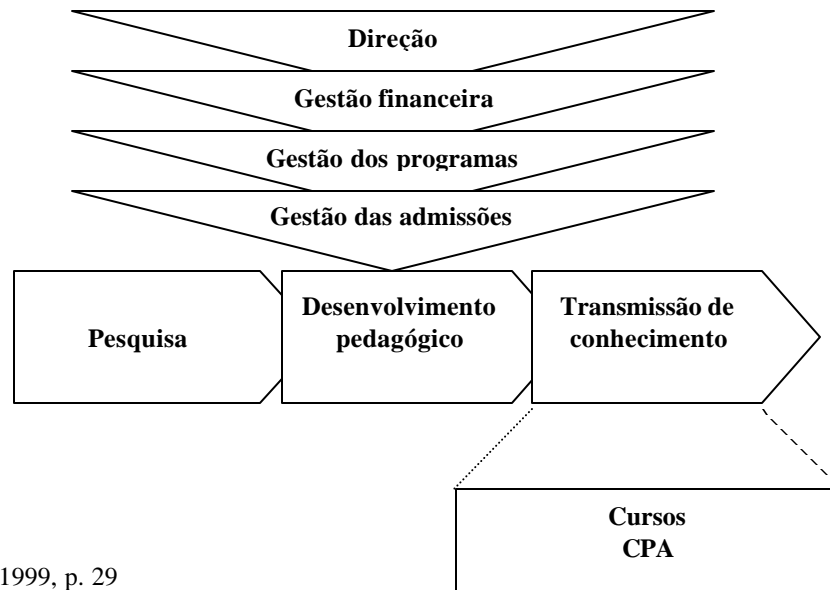 Direção
Gestão financeira
Gestão dos programas
Gestão das admissões
Pesquisa
Desenvolvimento
pedagógico
Transmissão de
conhecimento
Cursos
CPA
1999, p. 29